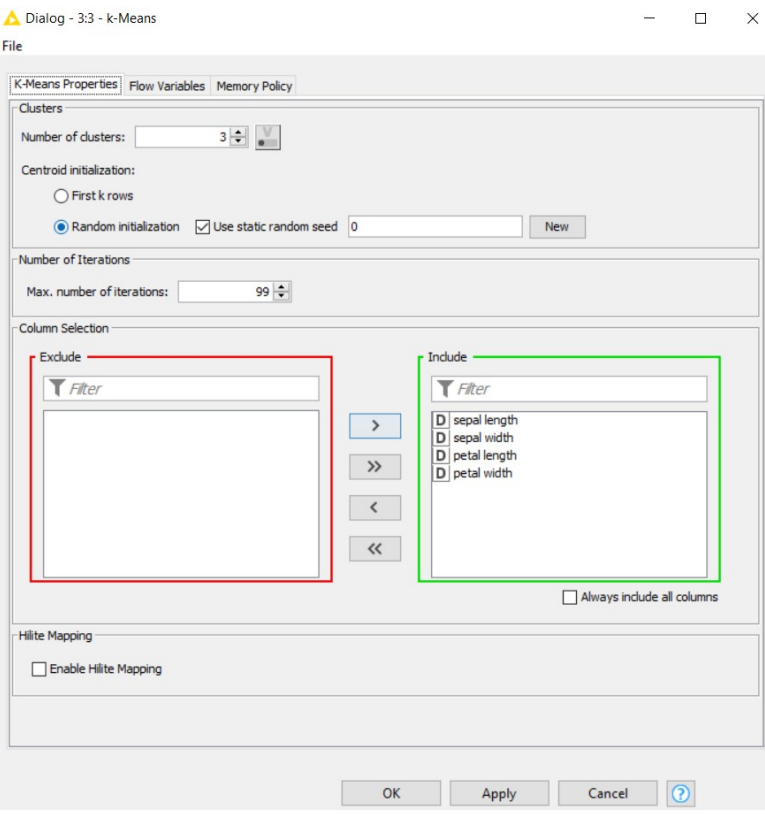 Dialog - 3:3 - k-Means
File
K-Means Properties Flow Variables Memory Policy
Clusters
Number of clusters: 3
V
Centroid initialization:
First k rows
Random initialization Use static random seed 0 New
Number of Iterations
Max. number of iterations: 99
Column Selection
Exclude
Filter
Include
Filter
D sepal length
D sepal width
D petal length
D petal width
>
>>
<
<<
Always include all columns
Hilite Mapping
Enable Hilite Mapping
OK Apply Cancel ?